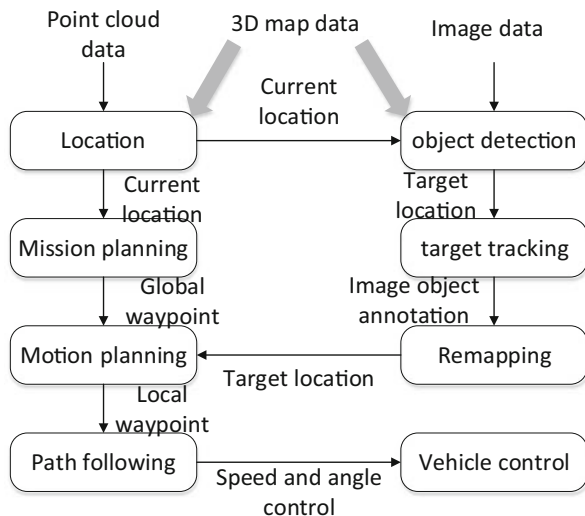 Point cloud
data
3D map data
Image data
Current
location
Location
object detection
Current
location
Target
location
Mission planning
target tracking
Global
waypoint
Image object
annotation
Motion planning
Remapping
Target location
Local
waypoint
Path following
Vehicle control
Speed and angle
control